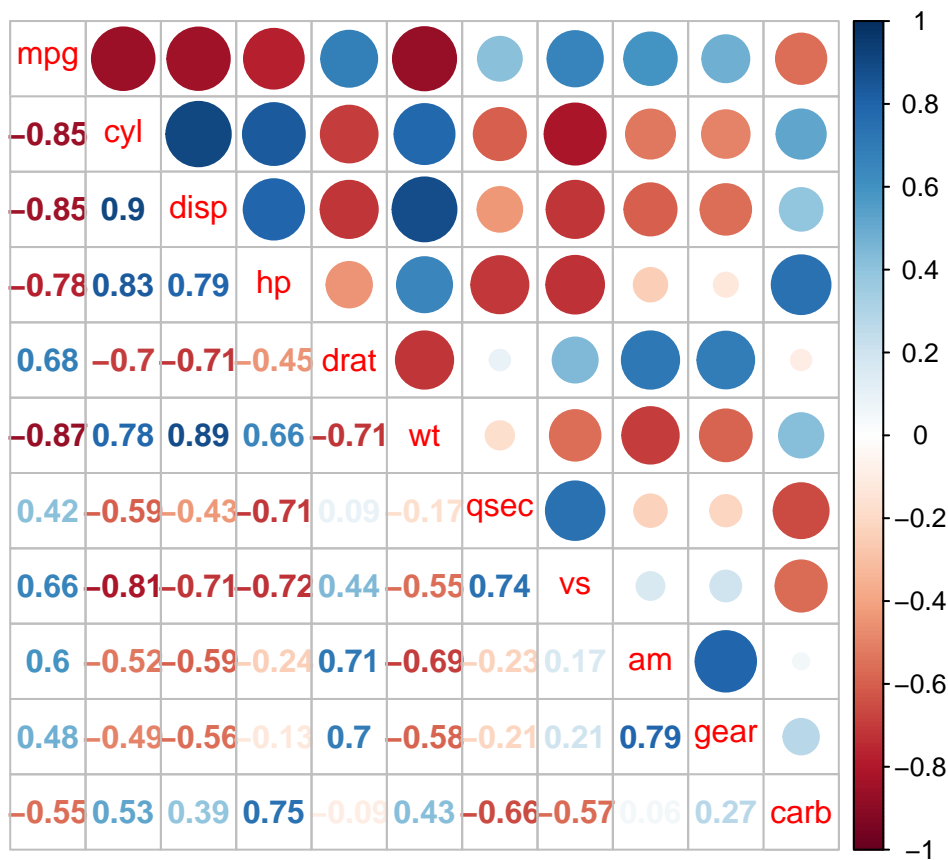 mpg
−0.85 cyl
−0.85 0.9 disp
−0.78 0.83 0.79 hp
0.68 −0.7 −0.71 −0.45 drat
−0.87 0.78 0.89 0.66 −0.71 wt
0.42 −0.59 −0.43 −0.71 0.09 −0.17 qsec
0.66 −0.81 −0.71 −0.72 0.44 −0.55 0.74 vs
0.6 −0.52 −0.59 −0.24 0.71 −0.69 −0.23 0.17 am
0.48 −0.49 −0.56 −0.13 0.7 −0.58 −0.21 0.21 0.79 gear
−0.55 0.53 0.39 0.75 −0.09 0.43 −0.66 −0.57 0.06 0.27 carb
1
0.8
0.6
0.4
0.2
0
−0.2
−0.4
−0.6
−0.8
−1